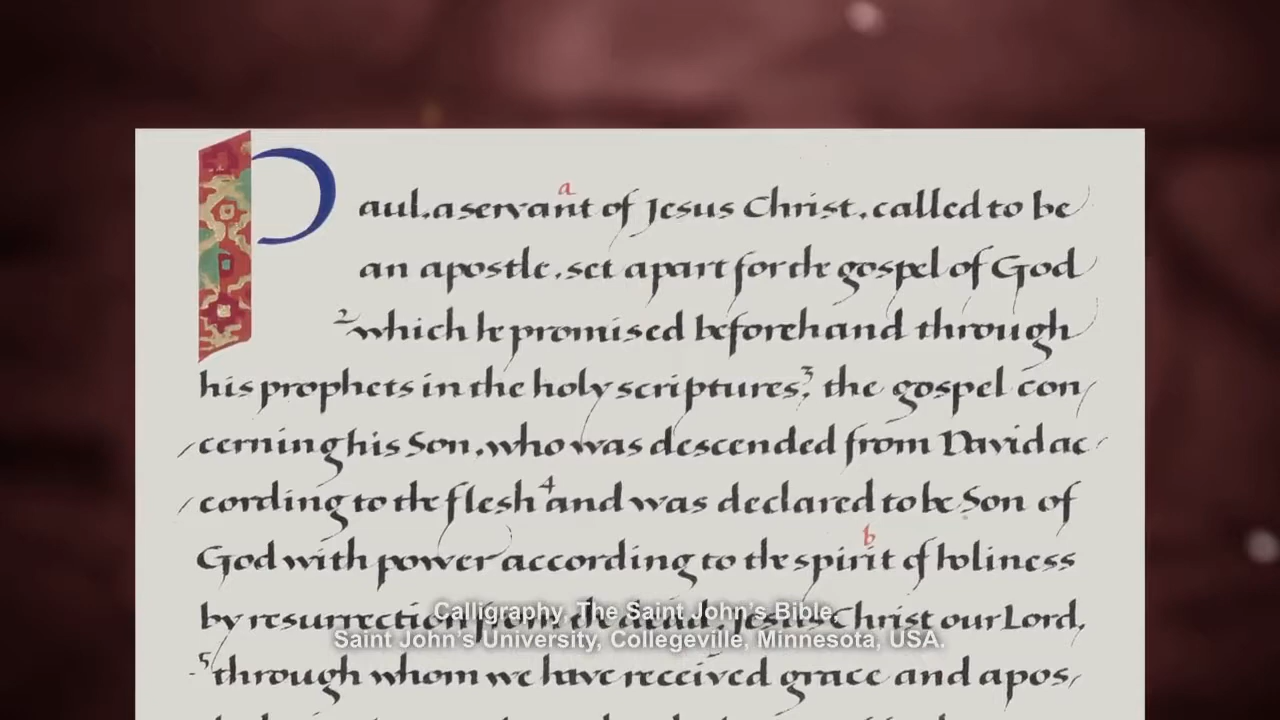 Paul, a servant a of Jesus Christ, called to be
an apostle, set apart for the gospel of God
2 which he promised beforehand through
his prophets in the holy scriptures, 3 the gospel con/
/cerning his Son, who was descended from David ac/
/cording to the flesh 4 and was declared to be Son of
God with power according to the spirit b of holiness
by resurrection from the dead, Jesus Christ our Lord,
5 through whom we have received grace and apos/
Calligraphy, The Saint John's Bible,
Saint John's University, Collegeville, Minnesota, USA.